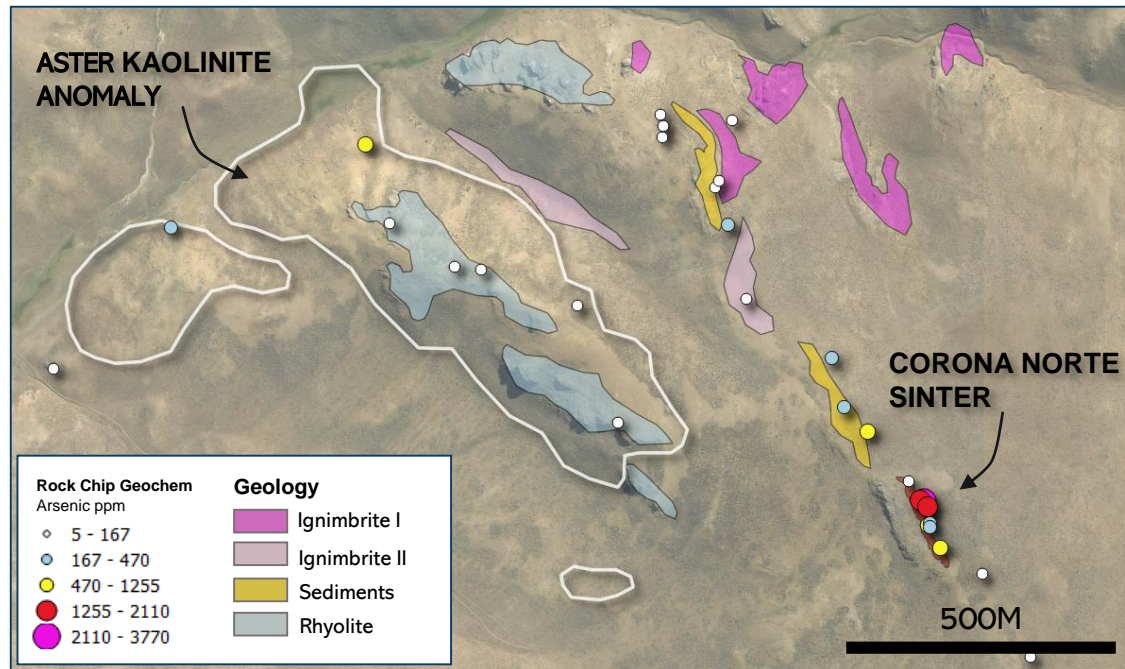 ASTER KAOLINITE
ANOMALY
CORONA NORTE
SINTER
Rock Chip Geochem
Arsenic ppm
5 - 167
167 - 470
470 - 1255
1255 - 2110
2110 - 3770
Geology
Ignimbrite I
Ignimbrite II
Sediments
Rhyolite
500M